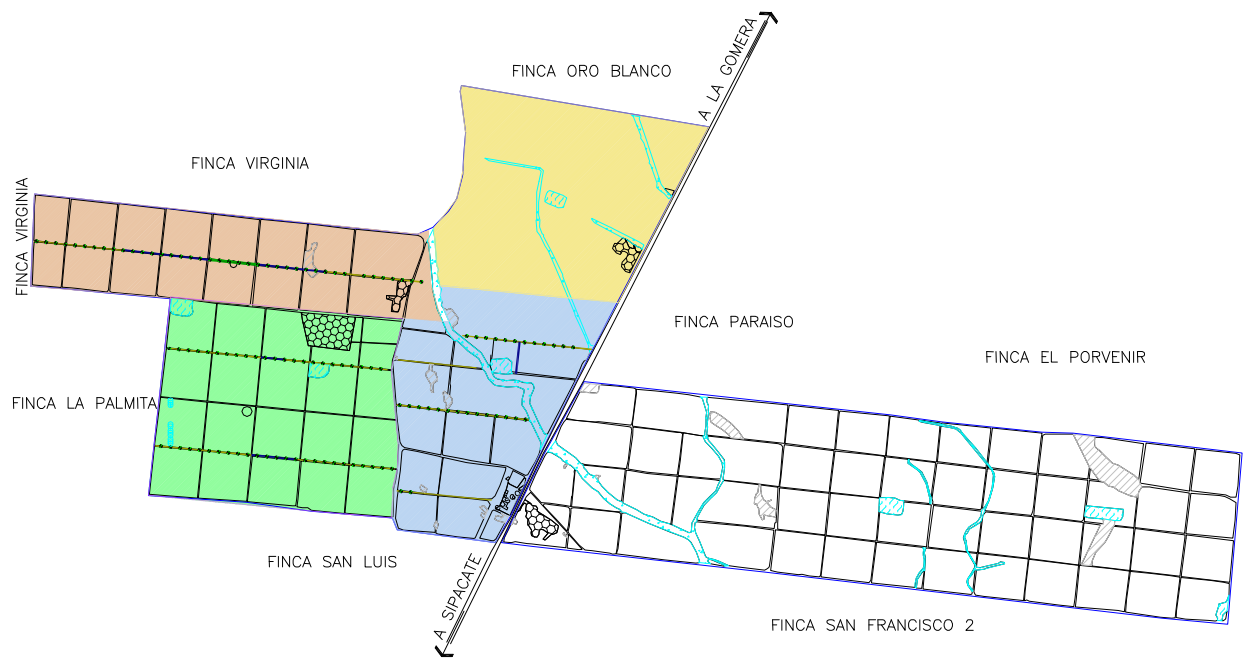 A LA GOMERA
FINCA ORO BLANCO
FINCA VIRGINIA
FINCA VIRGINIA
FINCA PARAISO
FINCA EL PORVENIR
FINCA LA PALMITA
FINCA SAN LUIS
A SIPACATE
FINCA SAN FRANCISCO 2